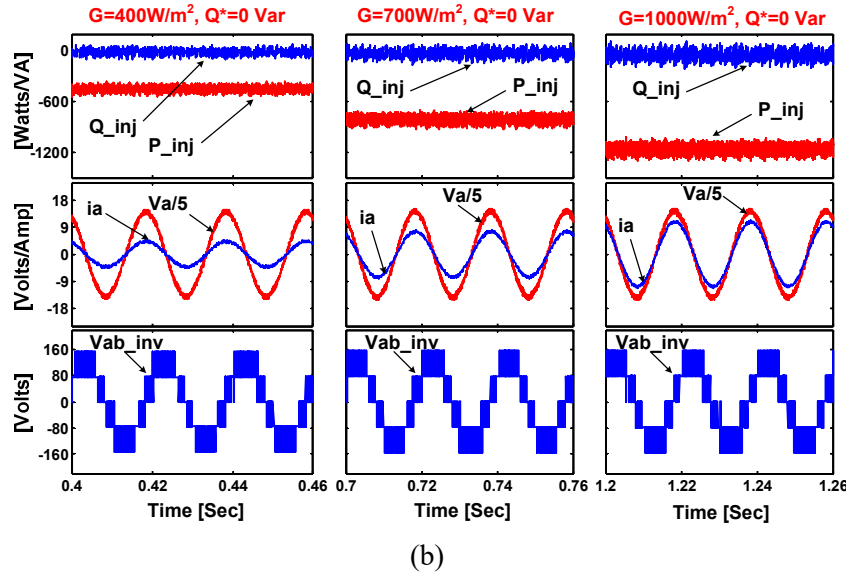 G=400W/m², Q*=0 Var
G=700W/m², Q*=0 Var
G=1000W/m², Q*=0 Var
[Watts/VA]
0
-600
-1200
Q_inj
P_inj
Q_inj
P_inj
Q_inj
P_inj
[Volts/Amp]
18
9
0
-9
-18
ia
Va/5
ia
Va/5
ia
Va/5
[Volts]
160
80
0
-80
-160
Vab_inv
Vab_inv
Vab_inv
0.4 0.42 0.44 0.46
0.7 0.72 0.74 0.76
1.2 1.22 1.24 1.26
Time [Sec]
Time [Sec]
Time [Sec]
(b)